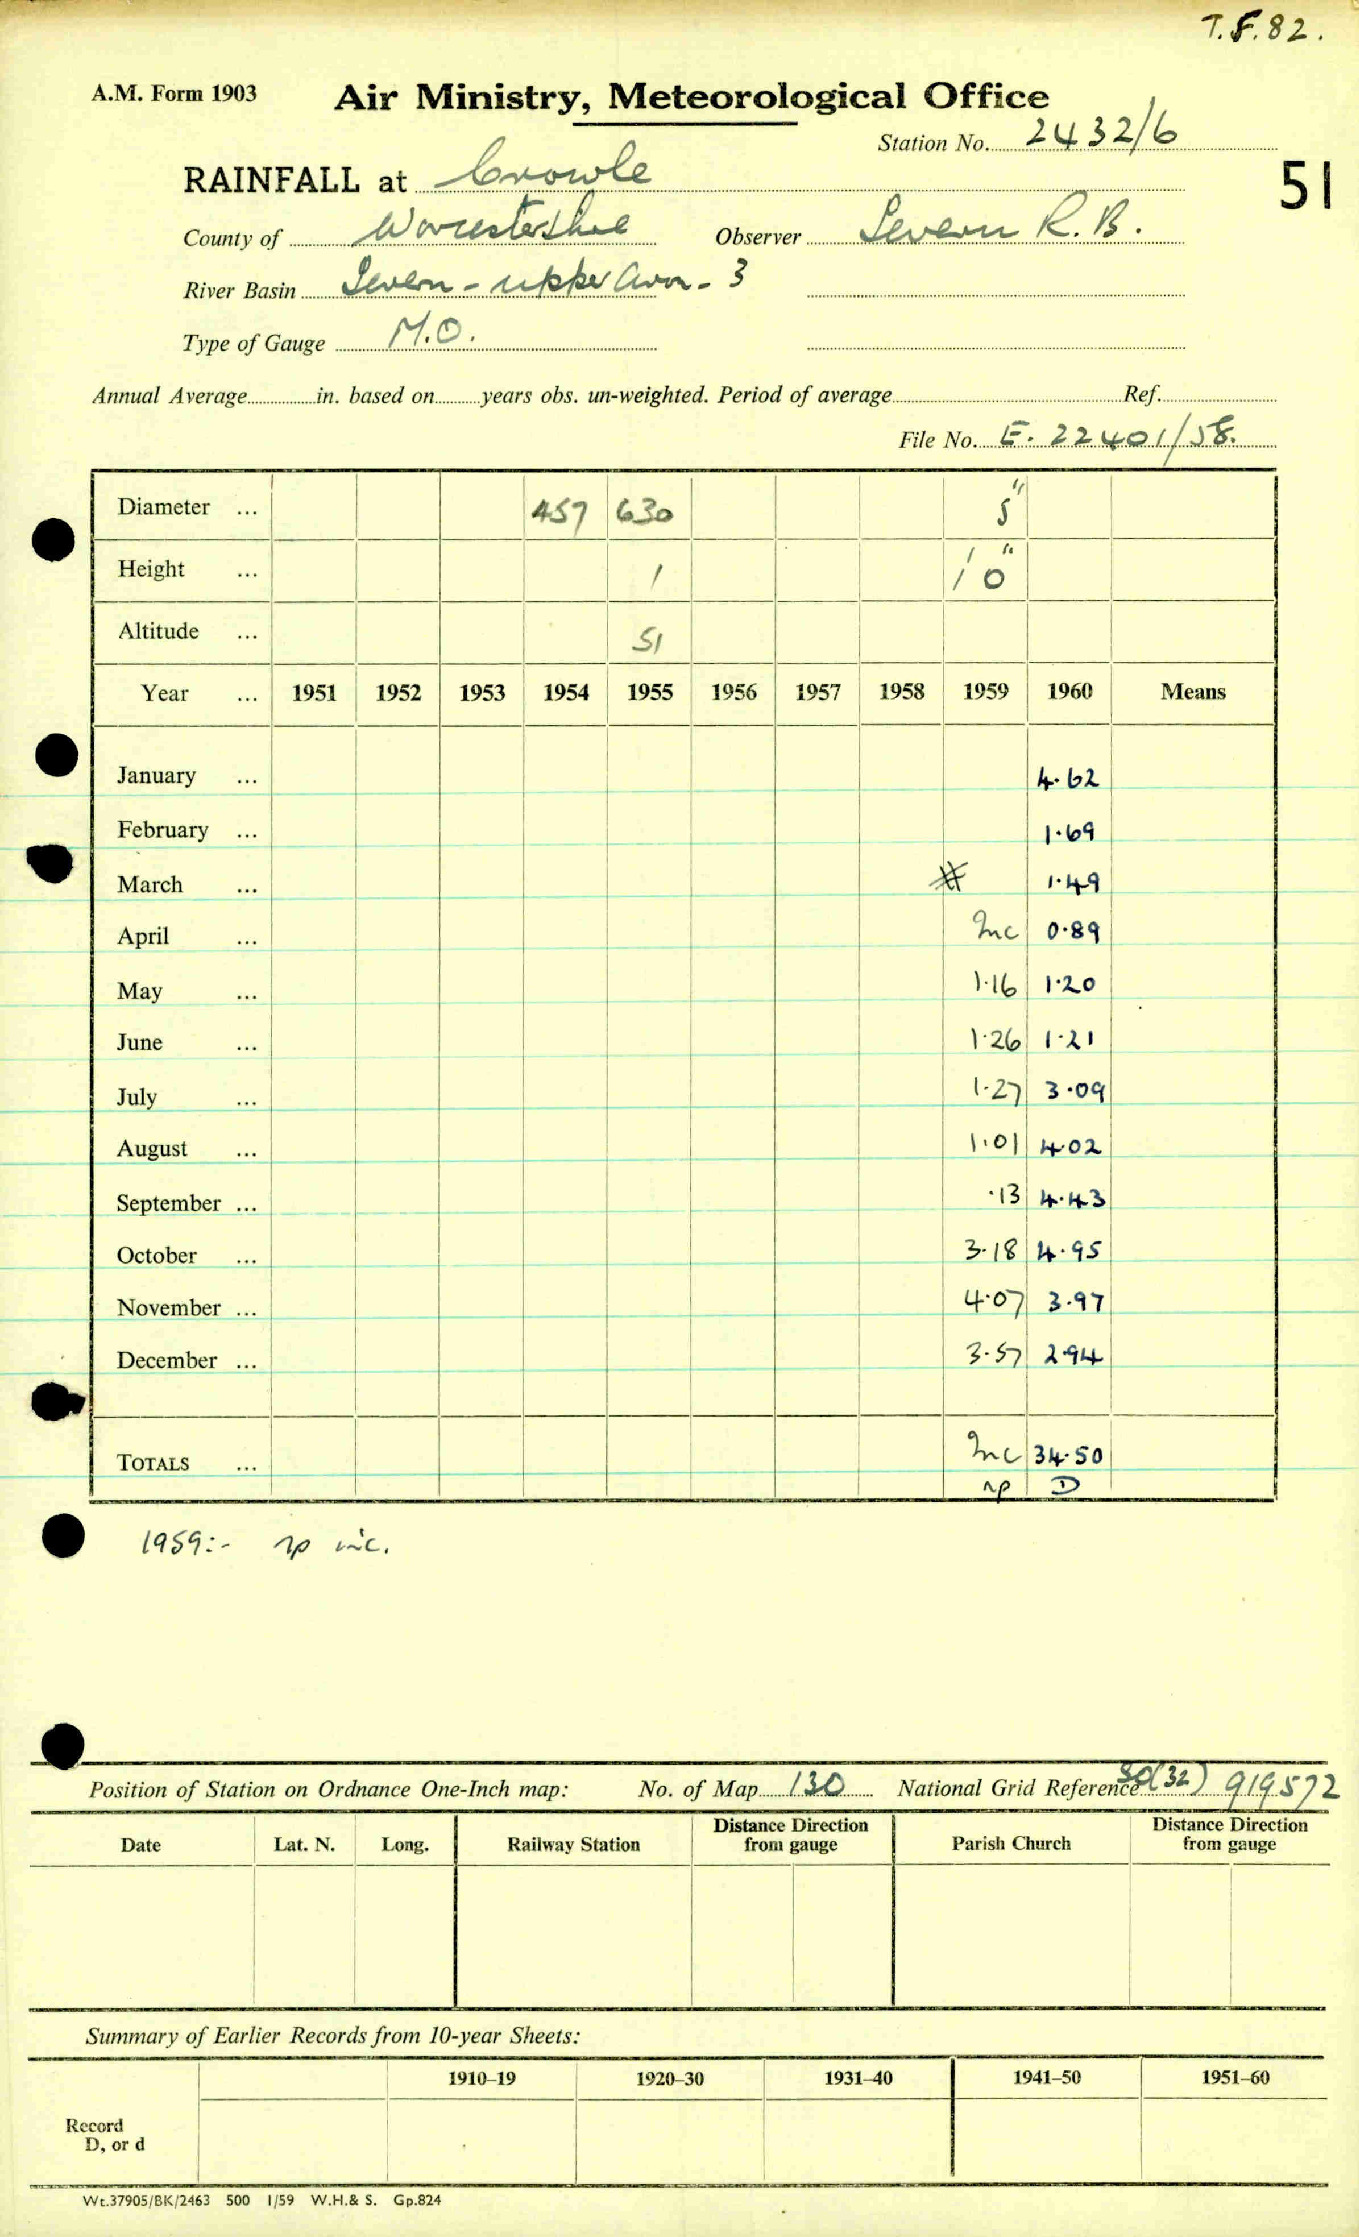 T.F.82.
A.M. Form 1903 Air Ministry, Meteorological Office
Station No. 2432/6
RAINFALL at Crowle
51
County of Worcestershire Observer Severn R.B.
River Basin Severn - upper Avon - 3
Type of Gauge M.O.
Annual Average in. based on years obs. un-weighted. Period of average Ref.
File No. E. 22401/58.
Diameter ... 457 630 5"
Height ... 1 1' 0"
Altitude ... 51
Year ... 1951 1952 1953 1954 1955 1956 1957 1958 1959 1960 Means
January ... 4.62
February ... 1.69
March ... 1.49
April ... Inc 0.89
May ... 1.16 1.20
June ... 1.26 1.21
July ... 1.27 3.09
August ... 1.01 4.02
September ... .13 4.43
October ... 3.18 4.95
November ... 4.07 3.97
December ... 3.57 2.94
TOTALS ... Inc 34.50
np D
1959:- np inc.
Position of Station on Ordnance One-Inch map: No. of Map 130 National Grid Reference SO(32) 919572
Date Lat. N. Long. Railway Station Distance Direction from gauge Parish Church Distance Direction from gauge
Summary of Earlier Records from 10-year Sheets:
1910–19 1920–30 1931–40 1941–50 1951–60
Record
D, or d
Wt.37905/BK/2463 500 1/59 W.H.& S. Gp.824